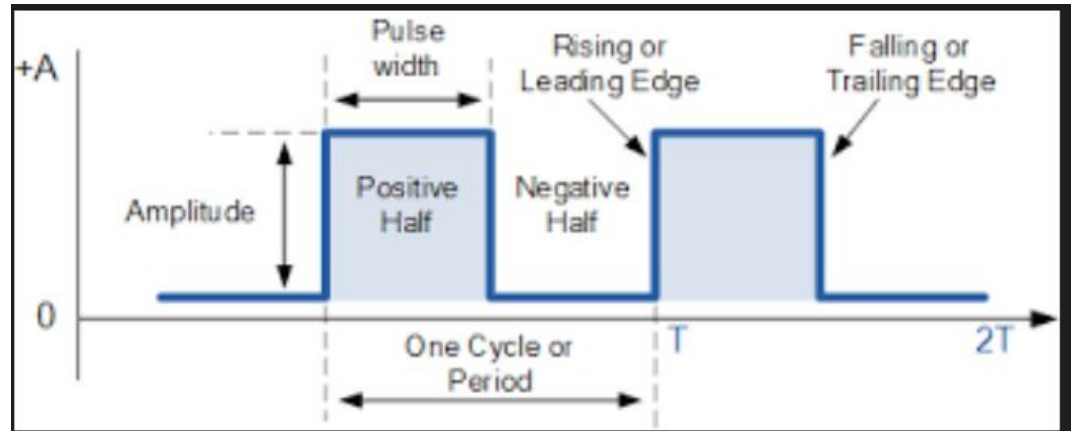 Pulse
width
Rising or
Leading Edge
Falling or
Trailing Edge
+A
Amplitude
Positive
Half
Negative
Half
0
T
2T
One Cycle or
Period